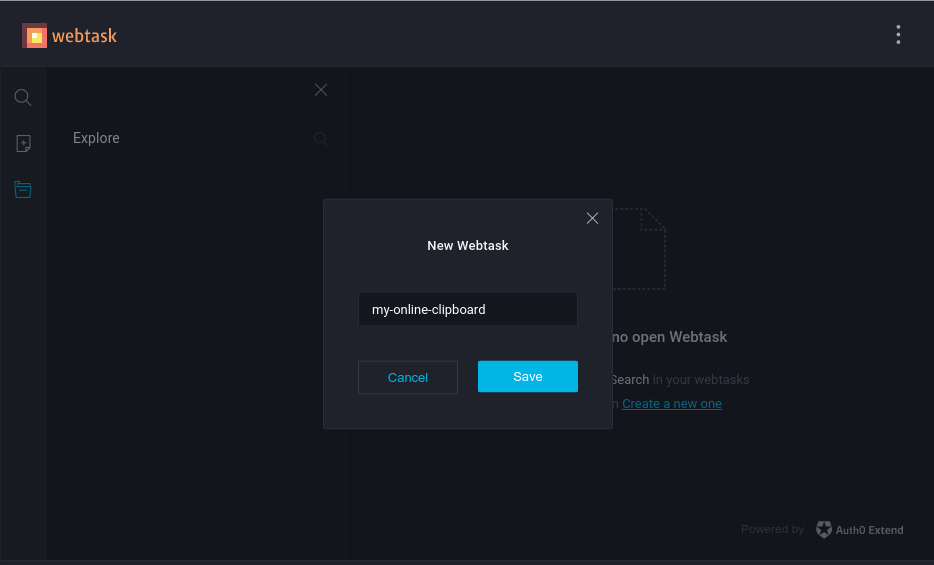 webtask
Explore
New Webtask
my-online-clipboard
Cancel
Save
no open Webtask
Search in your webtasks
Create a new one
Powered by Auth0 Extend